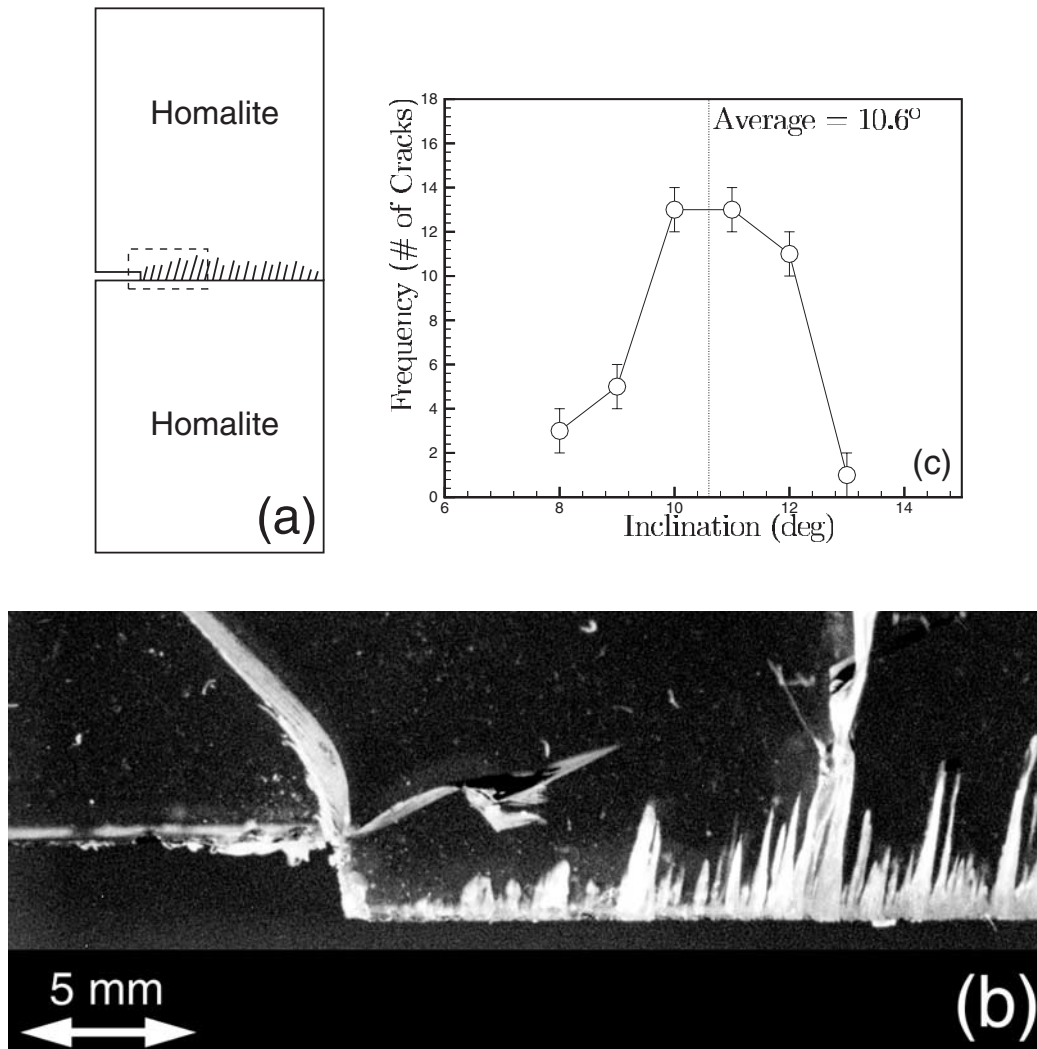 Homalite
Homalite
(a)
18
16
14
12
10
8
6
4
2
0
Frequency (# of Cracks)
Average = 10.6°
(c)
6
8
10
12
14
Inclination (deg)
5 mm
(b)